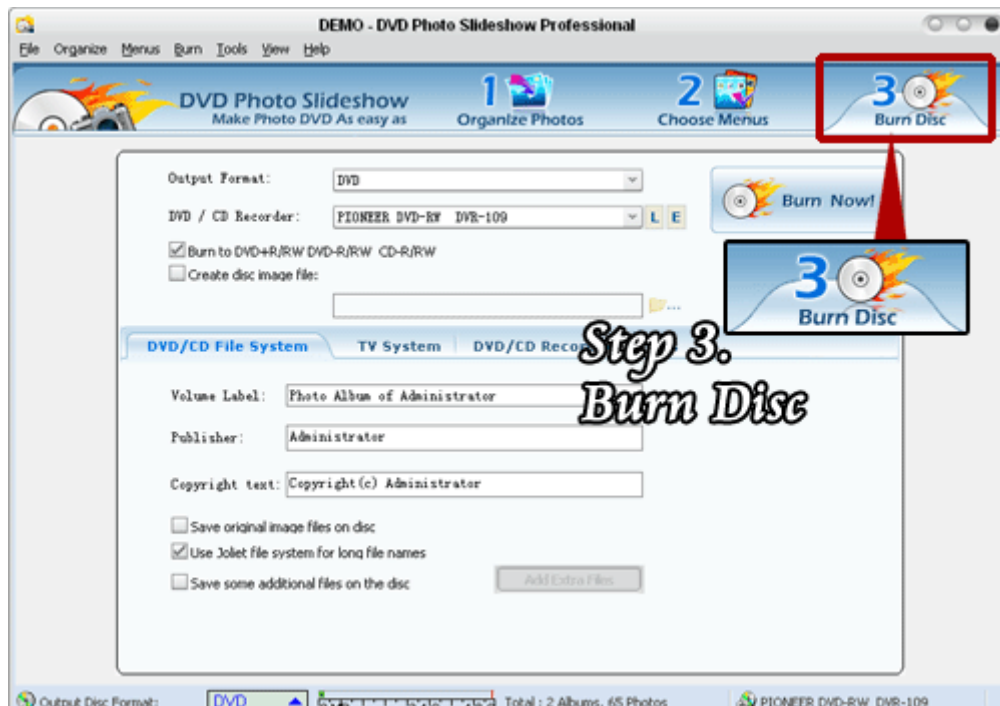 DEMO - DVD Photo Slideshow Professional
File Organize Menus Burn Tools View Help
DVD Photo Slideshow
Make Photo DVD As easy as
1
Organize Photos
2
Choose Menus
3
Burn Disc
Output Format: DVD
Burn Now!
DVD / CD Recorder: PIONEER DVD-RW DVR-109 L E
Burn to DVD+R/RW DVD-R/RW CD-R/RW
Create disc image file:
...
3
Burn Disc
DVD/CD File System TV System DVD/CD Reco
Step 3.
Burn Disc
Volume Label: Photo Album of Administrator
Publisher: Administrator
Copyright text: Copyright(c) Administrator
Save original image files on disc
Use Joliet file system for long file names
Save some additional files on the disc
Add Extra Files
Output Disc Format: DVD Total : 2 Albums, 65 Photos PIONEER DVD-RW DVR-109